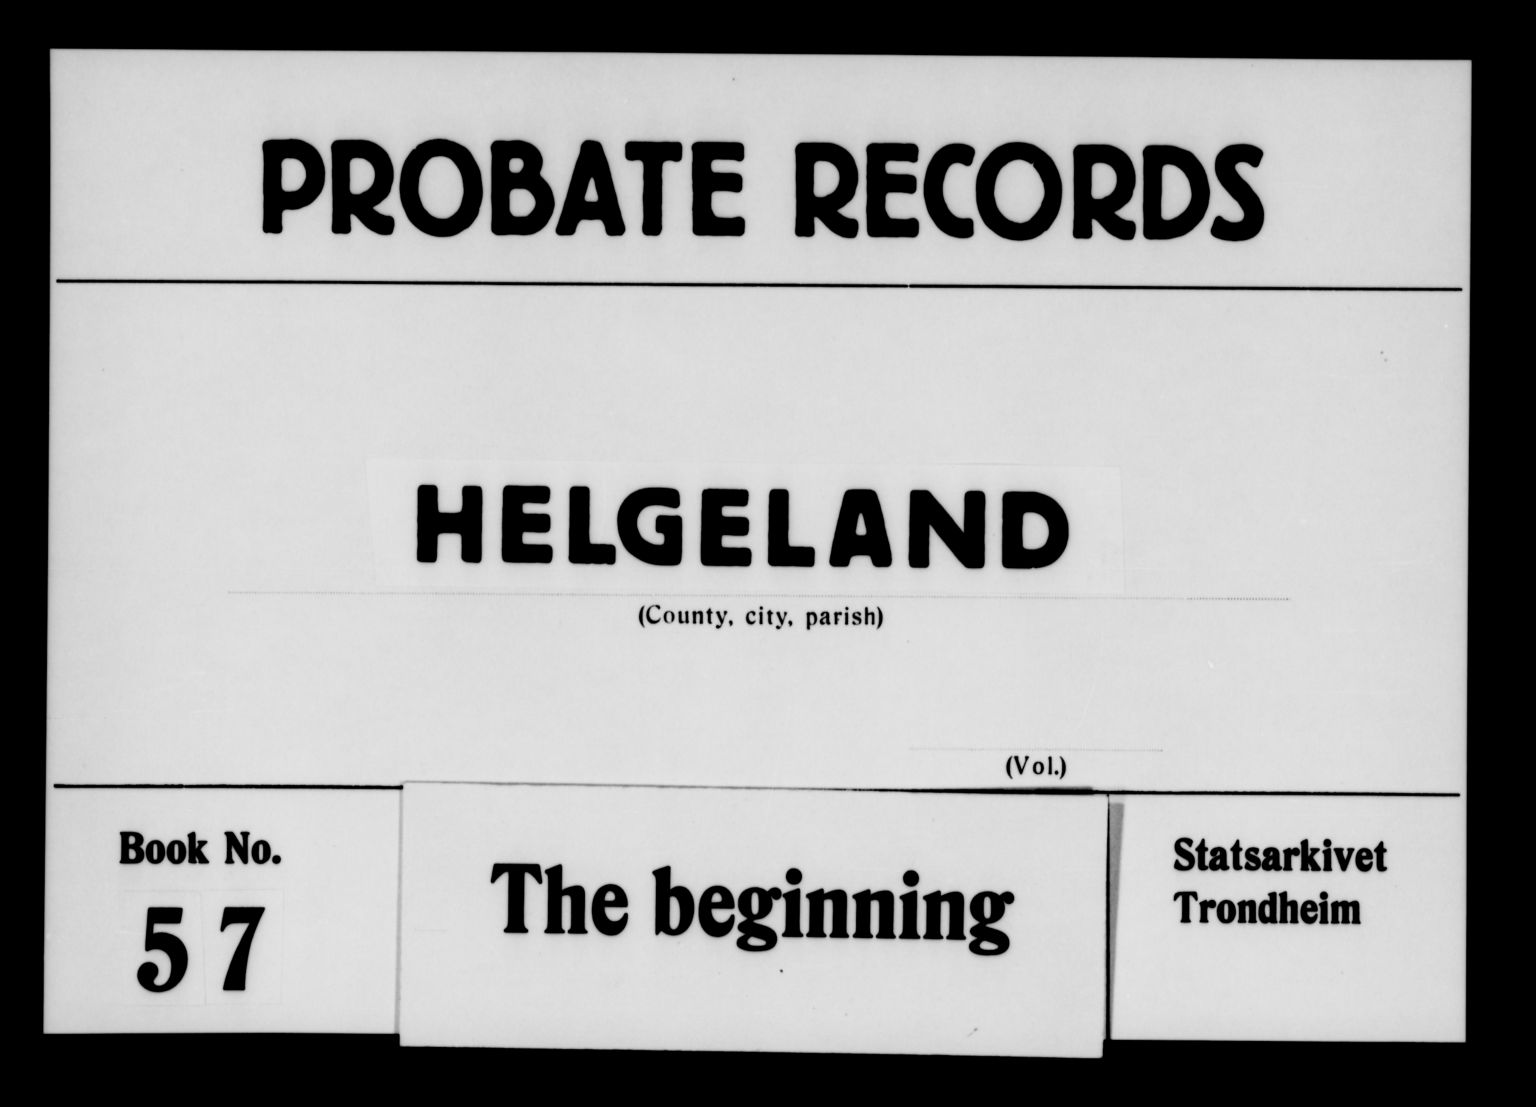 PROBATE RECORDS
HELGELAND
(County, city, parish)
(Vol.)
Book No.
57
The beginning
Statsarkivet
Trondheim